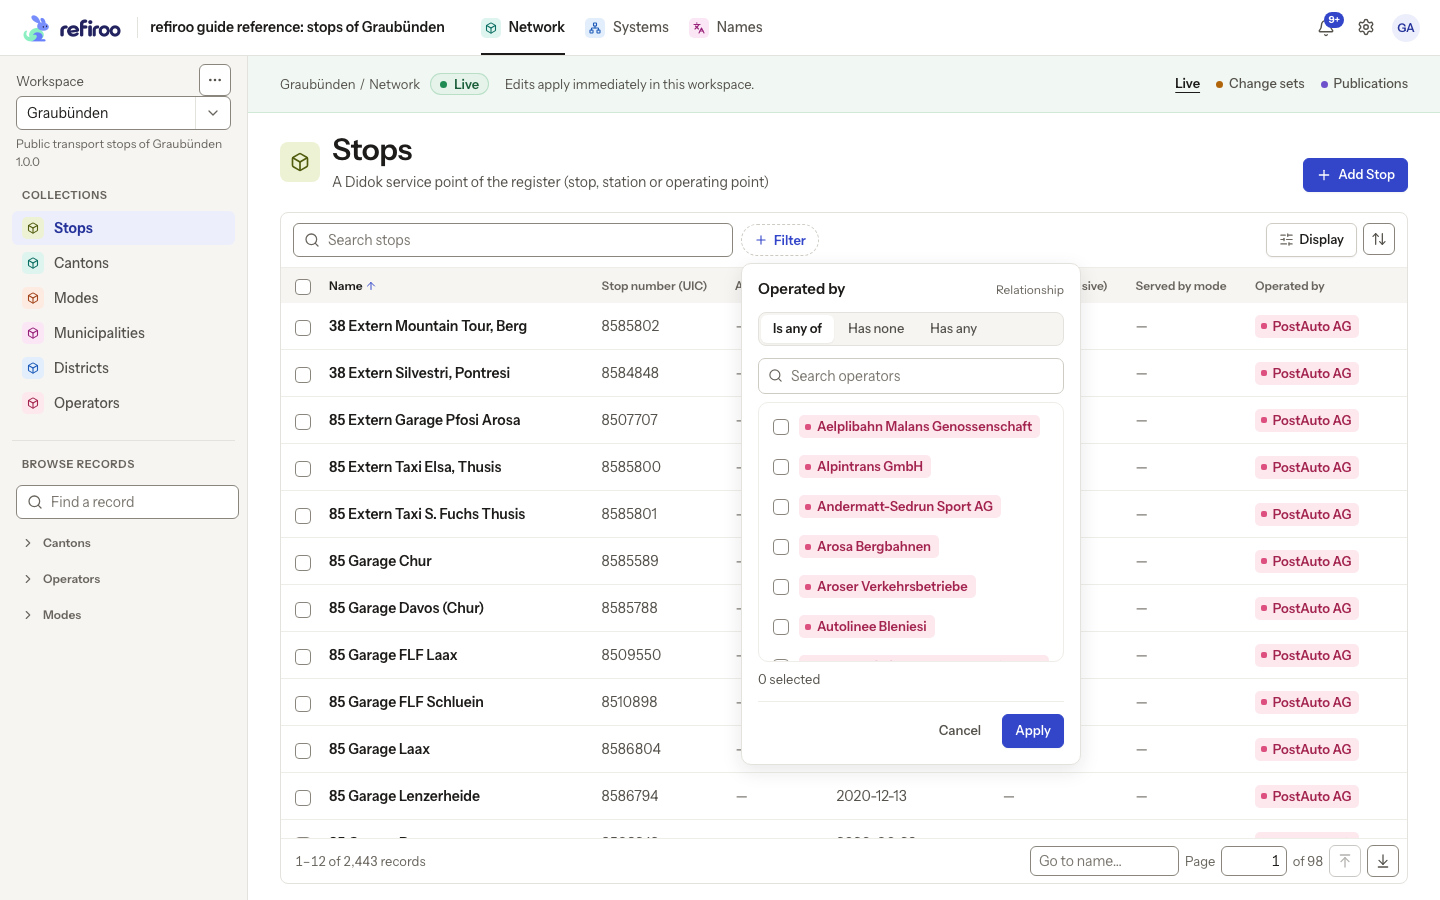 refiroo
refiroo guide reference: stops of Graubünden
Network
Systems
Names
9+
GA
Workspace
Graubünden
Public transport stops of Graubünden
1.0.0
COLLECTIONS
Stops
Cantons
Modes
Municipalities
Districts
Operators
BROWSE RECORDS
Find a record
Cantons
Operators
Modes
Graubünden / Network
Live
Edits apply immediately in this workspace.
Live
Change sets
Publications
Stops
A Didok service point of the register (stop, station or operating point)
Add Stop
Search stops
Filter
Display
Name
Stop number (UIC)
Served by mode
Operated by
38 Extern Mountain Tour, Berg 8585802 — PostAuto AG
38 Extern Silvestri, Pontresi 8584848 — PostAuto AG
85 Extern Garage Pfosi Arosa 8507707 — PostAuto AG
85 Extern Taxi Elsa, Thusis 8585800 — PostAuto AG
85 Extern Taxi S. Fuchs Thusis 8585801 — PostAuto AG
85 Garage Chur 8585589 — PostAuto AG
85 Garage Davos (Chur) 8585788 — PostAuto AG
85 Garage FLF Laax 8509550 — PostAuto AG
85 Garage FLF Schluein 8510898 — PostAuto AG
85 Garage Laax 8586804 — PostAuto AG
85 Garage Lenzerheide 8586794 — 2020-12-13 — — PostAuto AG
Operated by
Relationship
Is any of
Has none
Has any
Search operators
Aelplibahn Malans Genossenschaft
Alpintrans GmbH
Andermatt-Sedrun Sport AG
Arosa Bergbahnen
Aroser Verkehrsbetriebe
Autolinee Bleniesi
0 selected
Cancel
Apply
1–12 of 2,443 records
Go to name...
Page
1
of 98